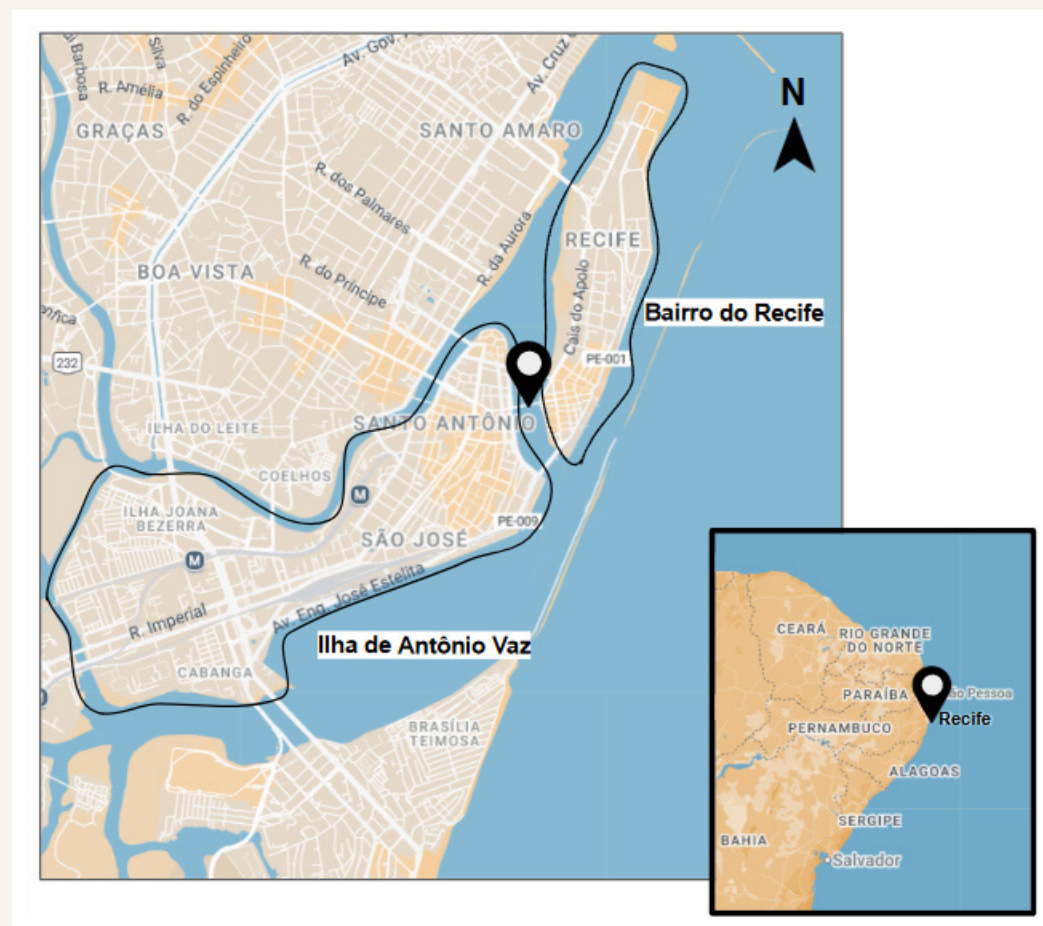 Silva
R. do Espinheiro
Av. Gov.
Av. Cruz
Barbosa
R. Amélia
N
GRAÇAS
SANTO AMARO
R. dos Palmares
R. da Aurora
RECIFE
BOA VISTA
R. do Príncipe
Cais do Apolo
Bairro do Recife
232
PE-001
SANTO ANTÔNIO
ILHA DO LEITE
COELHOS
M
ILHA JOANA
BEZERRA
PE-009
SÃO JOSÉ
M
Av. Eng. José Estelita
R. Imperial
Ilha de Antônio Vaz
CABANGA
BRASÍLIA
TEIMOSA
CEARÁ
RIO GRANDE
DO NORTE
PARAÍBA
Pessoa
Recife
PERNAMBUCO
ALAGOAS
SERGIPE
BAHIA
Salvador